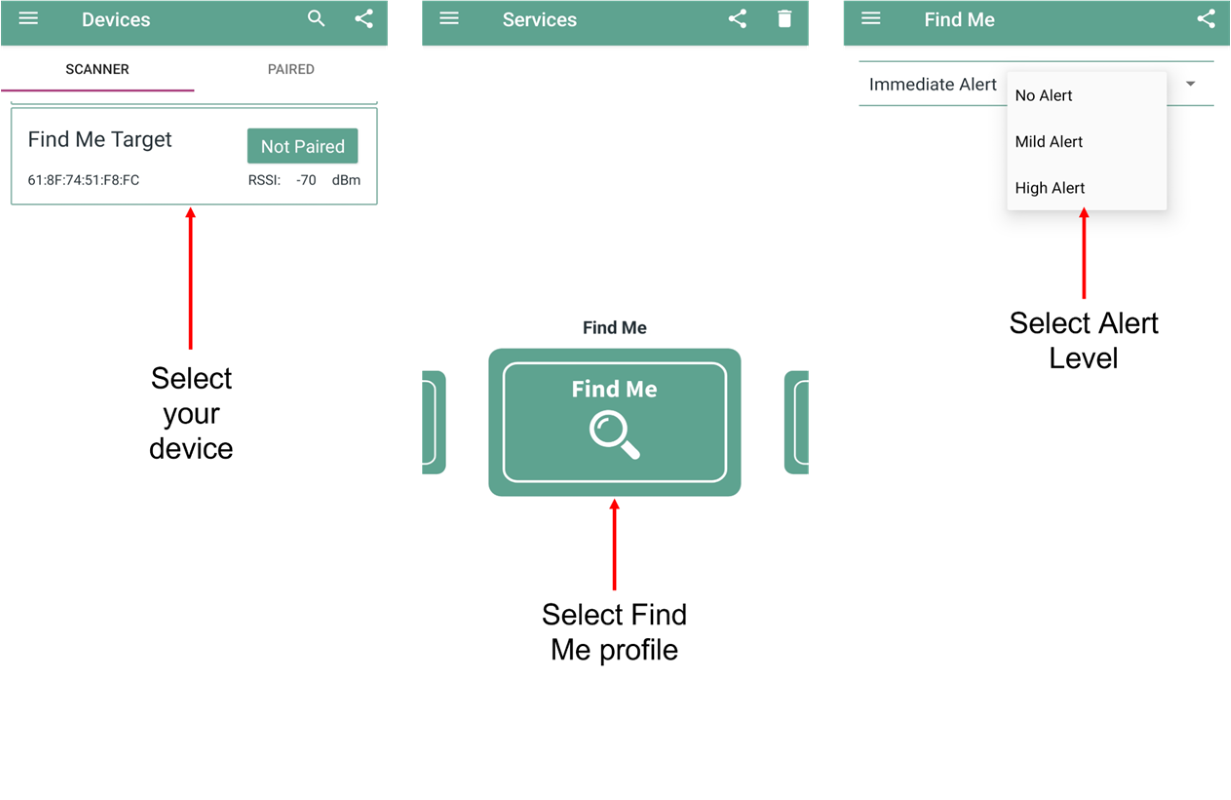 Devices
SCANNER PAIRED
Find Me Target
Not Paired
61:8F:74:51:F8:FC
RSSI: -70 dBm
Select
your
device
Services
Find Me
Find Me
Select Find
Me profile
Find Me
Immediate Alert
No Alert
Mild Alert
High Alert
Select Alert
Level